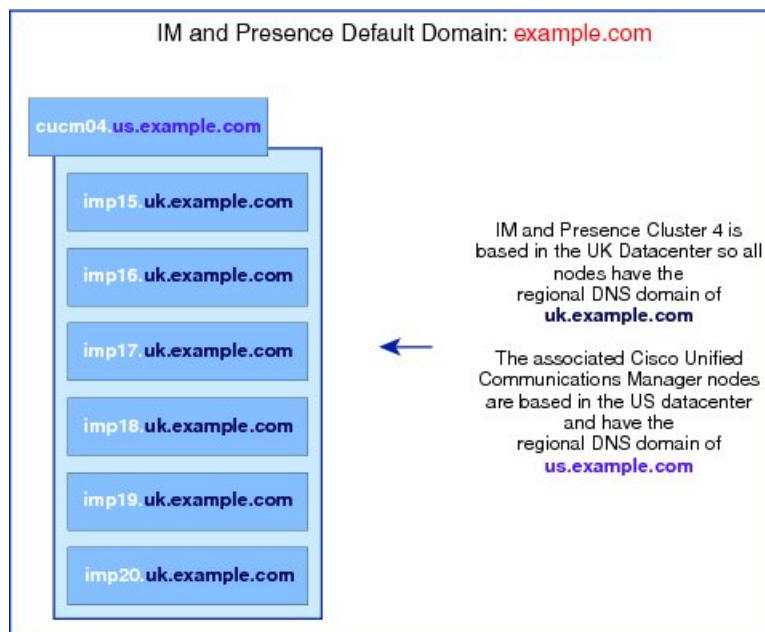 IM and Presence Default Domain: example.com
cucm04.us.example.com
imp15.uk.example.com
imp16.uk.example.com
imp17.uk.example.com
imp18.uk.example.com
imp19.uk.example.com
imp20.uk.example.com
IM and Presence Cluster 4 is
based in the UK Datacenter so all
nodes have the
regional DNS domain of
uk.example.com
The associated Cisco Unified
Communications Manager nodes
are based in the US datacenter
and have the
regional DNS domain of
us.example.com